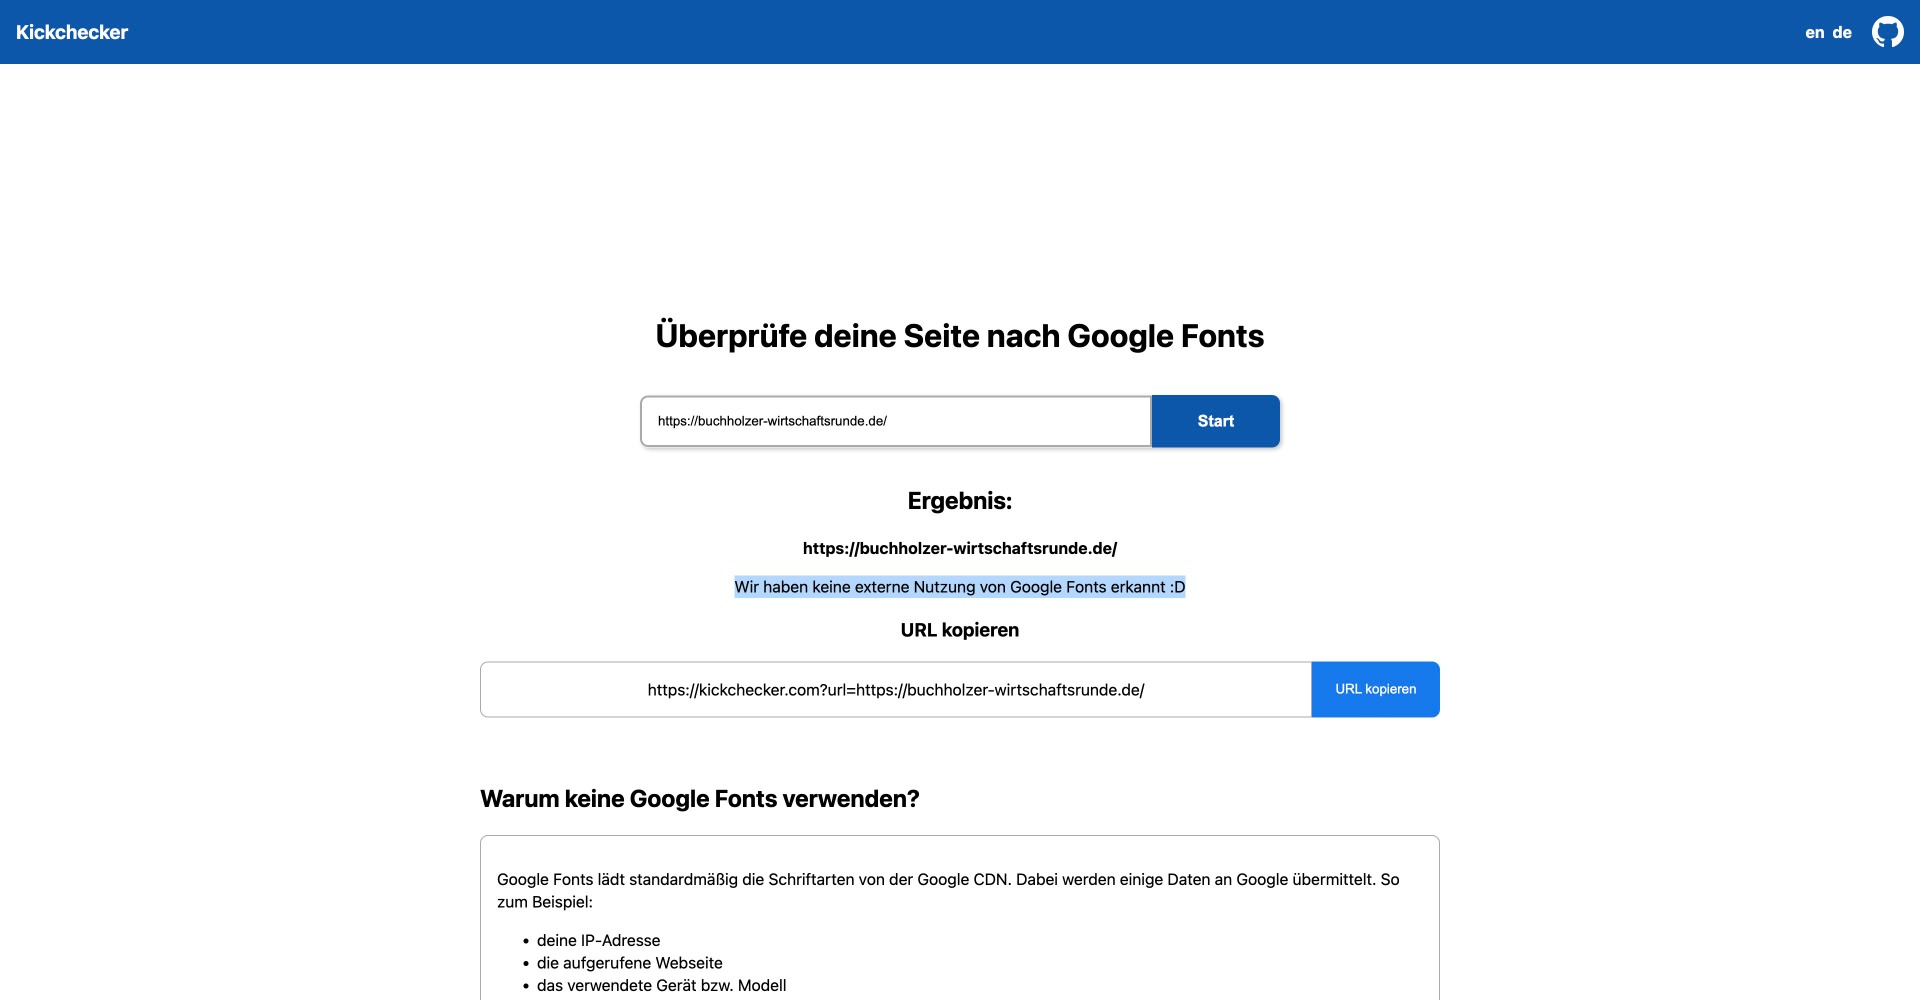 Kickchecker
en de
Überprüfe deine Seite nach Google Fonts
https://buchholzer-wirtschaftsrunde.de/
Start
Ergebnis:
https://buchholzer-wirtschaftsrunde.de/
Wir haben keine externe Nutzung von Google Fonts erkannt :D
URL kopieren
https://kickchecker.com?url=https://buchholzer-wirtschaftsrunde.de/
URL kopieren
Warum keine Google Fonts verwenden?
Google Fonts lädt standardmäßig die Schriftarten von der Google CDN. Dabei werden einige Daten an Google übermittelt. So
zum Beispiel:
• deine IP-Adresse
• die aufgerufene Webseite
• das verwendete Gerät bzw. Modell